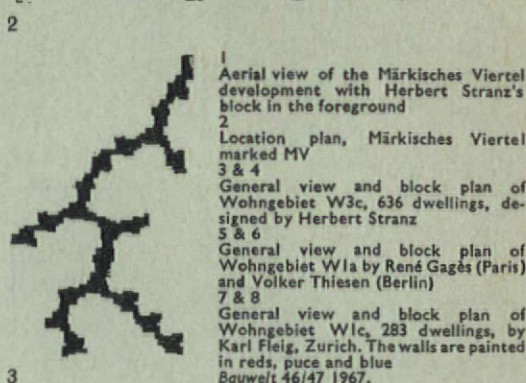 2
1
Aerial view of the Märkisches Viertel
development with Herbert Stranz's
block in the foreground
2
Location plan, Märkisches Viertel
marked MV
3 & 4
General view and block plan of
Wohngebiet W3c, 636 dwellings, de-
signed by Herbert Stranz
5 & 6
General view and block plan of
Wohngebiet W1a by René Gagès (Paris)
and Volker Thiesen (Berlin)
7 & 8
General view and block plan of
Wohngebiet W1c, 283 dwellings, by
Karl Fleig, Zurich. The walls are painted
in reds, puce and blue
Bauwelt 46/47 1967.
3